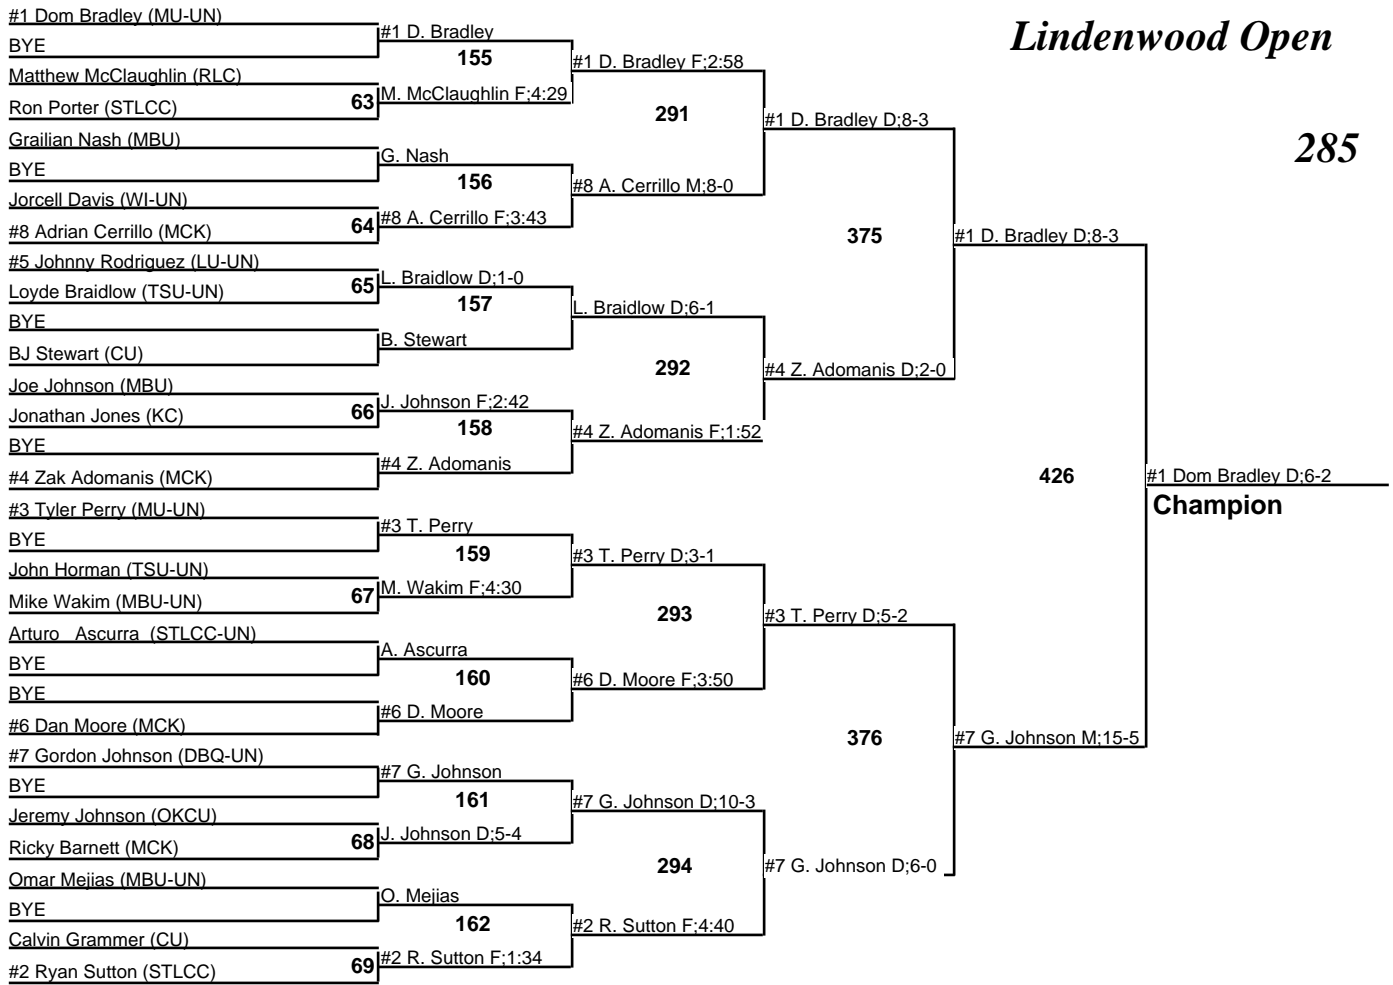 Lindenwood Open
285
#1 Dom Bradley (MU-UN)
BYE
Matthew McClaughlin (RLC)
Ron Porter (STLCC)
Grailian Nash (MBU)
BYE
Jorcell Davis (WI-UN)
#8 Adrian Cerrillo (MCK)
#5 Johnny Rodriguez (LU-UN)
Loyde Braidlow (TSU-UN)
BYE
BJ Stewart (CU)
Joe Johnson (MBU)
Jonathan Jones (KC)
BYE
#4 Zak Adomanis (MCK)
#3 Tyler Perry (MU-UN)
BYE
John Horman (TSU-UN)
Mike Wakim (MBU-UN)
Arturo Ascurra (STLCC-UN)
BYE
BYE
#6 Dan Moore (MCK)
#7 Gordon Johnson (DBQ-UN)
BYE
Jeremy Johnson (OKCU)
Ricky Barnett (MCK)
Omar Mejias (MBU-UN)
BYE
Calvin Grammer (CU)
#2 Ryan Sutton (STLCC)
63
64
65
66
67
68
69
#1 D. Bradley
155
M. McClaughlin F;4:29
G. Nash
156
#8 A. Cerrillo F;3:43
L. Braidlow D;1-0
157
B. Stewart
J. Johnson F;2:42
158
#4 Z. Adomanis
#3 T. Perry
159
M. Wakim F;4:30
A. Ascurra
160
#6 D. Moore
#7 G. Johnson
161
J. Johnson D;5-4
O. Mejias
162
#2 R. Sutton F;1:34
#1 D. Bradley F;2:58
291
#8 A. Cerrillo M;8-0
L. Braidlow D;6-1
292
#4 Z. Adomanis F;1:52
#3 T. Perry D;3-1
293
#6 D. Moore F;3:50
#7 G. Johnson D;10-3
294
#2 R. Sutton F;4:40
#1 D. Bradley D;8-3
375
#4 Z. Adomanis D;2-0
#3 T. Perry D;5-2
376
#7 G. Johnson D;6-0
#1 D. Bradley D;8-3
426
#7 G. Johnson M;15-5
#1 Dom Bradley D;6-2
Champion